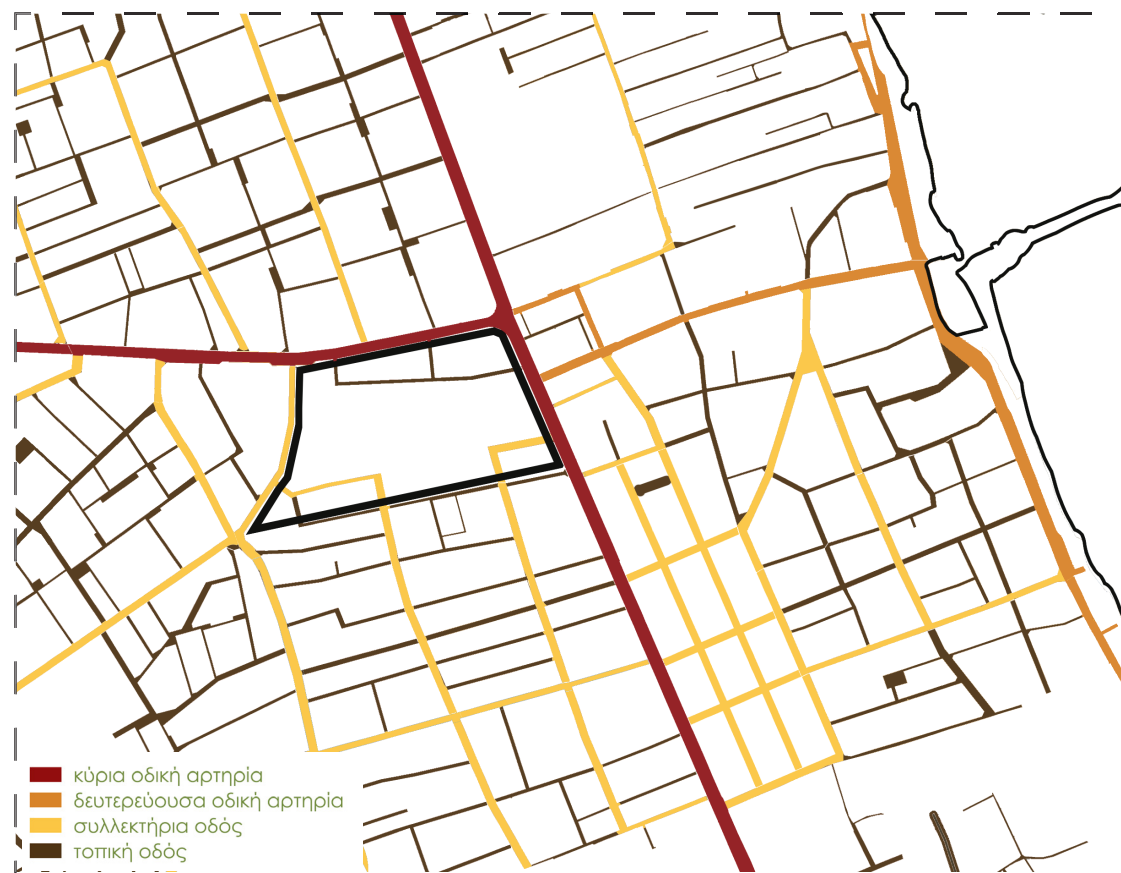 κύρια οδική αρτηρία
δευτερεύουσα οδική αρτηρία
συλλεκτήρια οδός
τοπική οδός